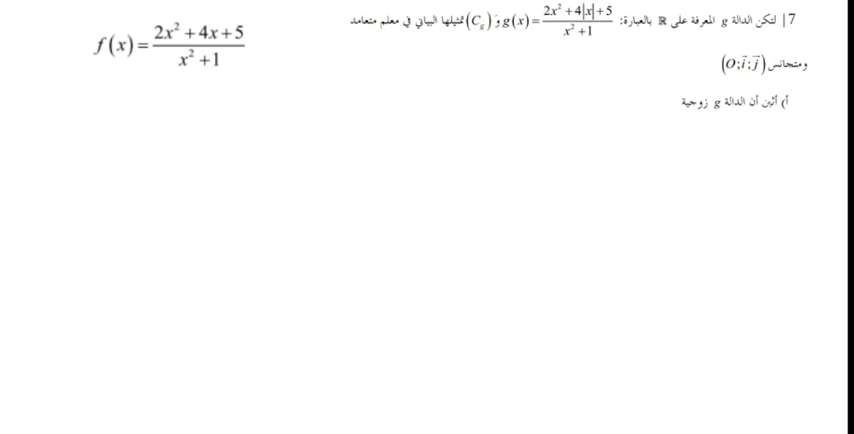 f(x) = (2x² + 4x + 5) / (x² + 1)
7| لتكن الدالة g المعرفة على ℝ بالعبارة: g(x) = (2x² + 4|x| + 5) / (x² + 1) وَ (C_g) تمثيلها البياني في معلم متعامد
ومتجانس (O; i⃗; j⃗)
أ) أثبن أن الدالة g زوجية